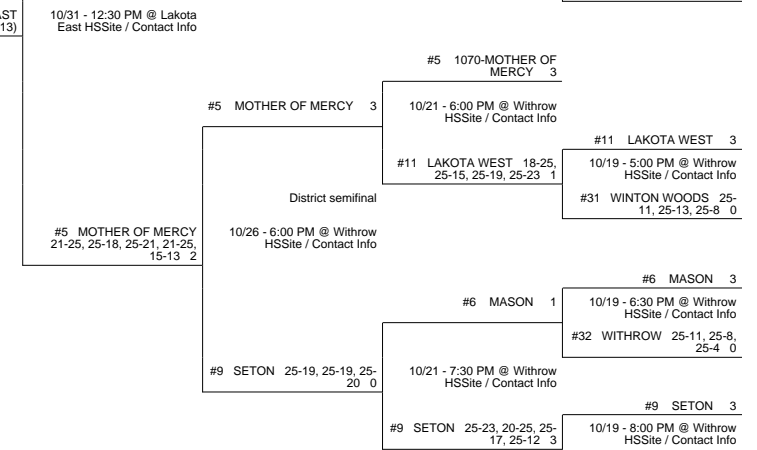 AST
13)
10/31 - 12:30 PM @ Lakota
East HSSite / Contact Info
#5 MOTHER OF MERCY
21-25, 25-18, 25-21, 21-25,
15-13 2
#5 MOTHER OF MERCY 3
District semifinal
10/26 - 6:00 PM @ Withrow
HSSite / Contact Info
#9 SETON 25-19, 25-19, 25-
20 0
#5 1070-MOTHER OF
MERCY 3
10/21 - 6:00 PM @ Withrow
HSSite / Contact Info
#11 LAKOTA WEST 18-25,
25-15, 25-19, 25-23 1
#6 MASON 1
10/21 - 7:30 PM @ Withrow
HSSite / Contact Info
#9 SETON 25-23, 20-25, 25-
17, 25-12 3
#11 LAKOTA WEST 3
10/19 - 5:00 PM @ Withrow
HSSite / Contact Info
#31 WINTON WOODS 25-
11, 25-13, 25-8 0
#6 MASON 3
10/19 - 6:30 PM @ Withrow
HSSite / Contact Info
#32 WITHROW 25-11, 25-8,
25-4 0
#9 SETON 3
10/19 - 8:00 PM @ Withrow
HSSite / Contact Info